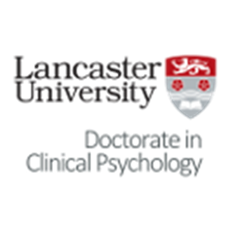 Lancaster
University
Doctorate in
Clinical Psychology